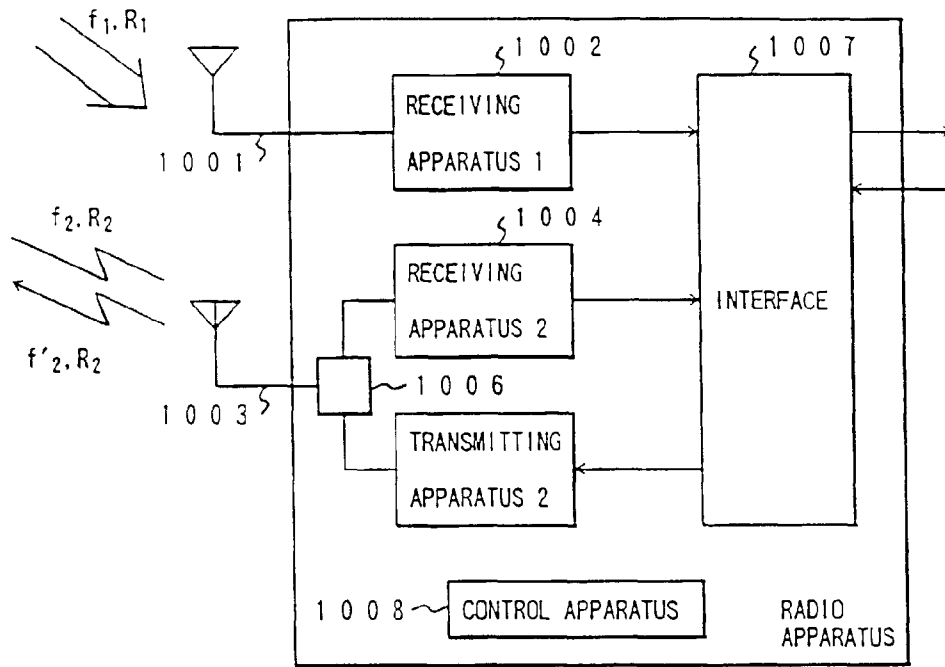 f₁, R₁
1002
1007
RECEIVING
APPARATUS 1
1001
f₂, R₂
1004
RECEIVING
APPARATUS 2
INTERFACE
f'₂, R₂
1003
1006
TRANSMITTING
APPARATUS 2
1008
CONTROL APPARATUS
RADIO
APPARATUS